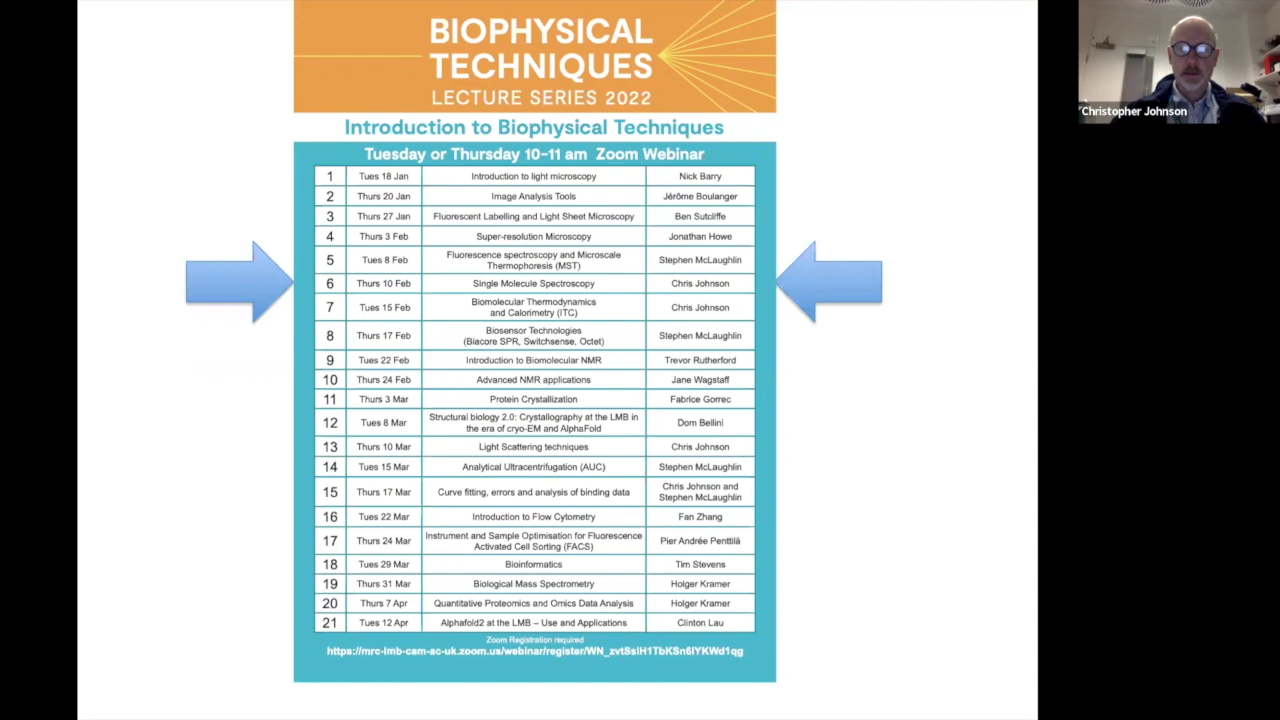 BIOPHYSICAL
TECHNIQUES
LECTURE SERIES 2022
Introduction to Biophysical Techniques
Tuesday or Thursday 10-11 am Zoom Webinar
1 Tues 18 Jan Introduction to light microscopy Nick Barry
2 Thurs 20 Jan Image Analysis Tools Jérôme Boulanger
3 Thurs 27 Jan Fluorescent Labelling and Light Sheet Microscopy Ben Sutcliffe
4 Thurs 3 Feb Super-resolution Microscopy Jonathan Howe
5 Tues 8 Feb Fluorescence spectroscopy and Microscale
Thermophoresis (MST) Stephen McLaughlin
6 Thurs 10 Feb Single Molecule Spectroscopy Chris Johnson
7 Tues 15 Feb Biomolecular Thermodynamics
and Calorimetry (ITC) Chris Johnson
8 Thurs 17 Feb Biosensor Technologies
(Biacore SPR, Switchsense, Octet) Stephen McLaughlin
9 Tues 22 Feb Introduction to Biomolecular NMR Trevor Rutherford
10 Thurs 24 Feb Advanced NMR applications Jane Wagstaff
11 Thurs 3 Mar Protein Crystallization Fabrice Gorrec
12 Tues 8 Mar Structural biology 2.0: Crystallography at the LMB in
the era of cryo-EM and AlphaFold Dom Bellini
13 Thurs 10 Mar Light Scattering techniques Chris Johnson
14 Tues 15 Mar Analytical Ultracentrifugation (AUC) Stephen McLaughlin
15 Thurs 17 Mar Curve fitting, errors and analysis of binding data Chris Johnson and
Stephen McLaughlin
16 Tues 22 Mar Introduction to Flow Cytometry Fan Zhang
17 Thurs 24 Mar Instrument and Sample Optimisation for Fluorescence
Activated Cell Sorting (FACS) Pier Andrée Penttilä
18 Tues 29 Mar Bioinformatics Tim Stevens
19 Thurs 31 Mar Biological Mass Spectrometry Holger Kramer
20 Thurs 7 Apr Quantitative Proteomics and Omics Data Analysis Holger Kramer
21 Tues 12 Apr Alphafold2 at the LMB – Use and Applications Clinton Lau
Zoom Registration required
Christopher Johnson